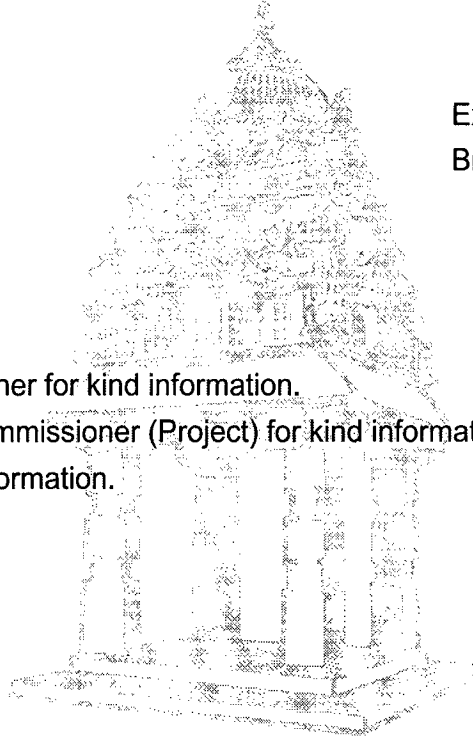 ner for kind information.
mmissioner (Project) for kind informat
ormation.